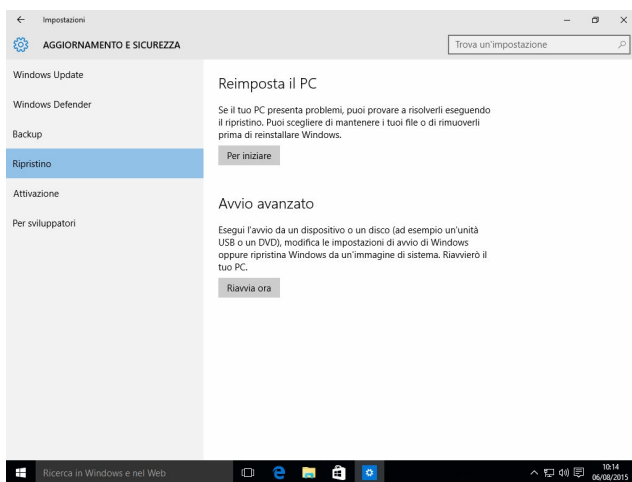 Impostazioni
AGGIORNAMENTO E SICUREZZA
Trova un'impostazione
Windows Update
Windows Defender
Backup
Ripristino
Attivazione
Per sviluppatori
Reimposta il PC
Se il tuo PC presenta problemi, puoi provare a risolverli eseguendo
il ripristino. Puoi scegliere di mantenere i tuoi file o di rimuoverli
prima di reinstallare Windows.
Per iniziare
Avvio avanzato
Esegui l'avvio da un dispositivo o un disco (ad esempio un'unità
USB o un DVD), modifica le impostazioni di avvio di Windows
oppure ripristina Windows da un'immagine di sistema. Riavvierò il
tuo PC.
Riavvia ora
Ricerca in Windows e nel Web
10:14
06/08/2015